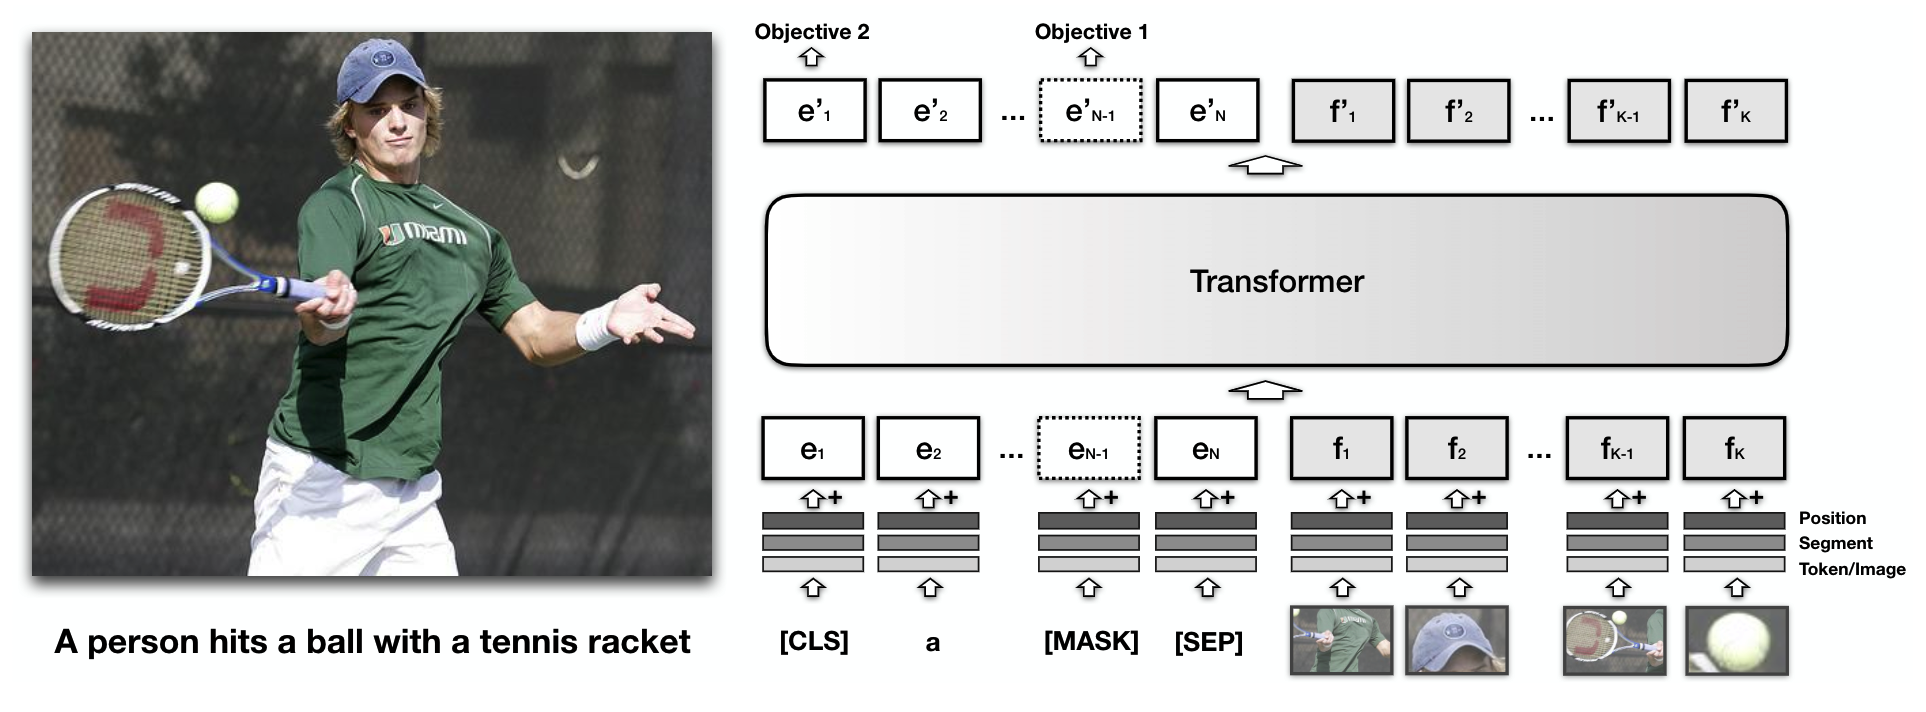 Objective 2 Objective 1
e'1 e'2 ... e'N-1 e'N f'1 f'2 ... f'K-1 f'K
miami
Transformer
e1 e2 ... eN-1 eN f1 f2 ... fK-1 fK
+ + + + + + + +
Position
Segment
Token/Image
A person hits a ball with a tennis racket
[CLS] a [MASK] [SEP]